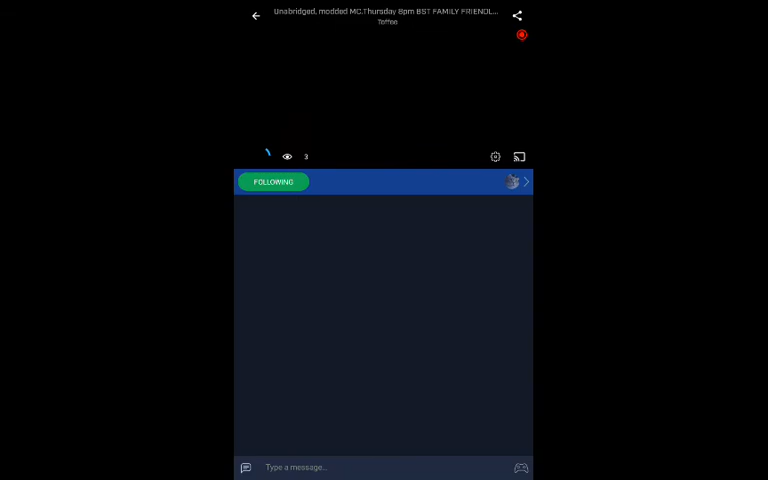 Unabridged, modded MC.Thursday 8pm BST FAMILY FRIENDL...
Toffee
3
FOLLOWING
Type a message...